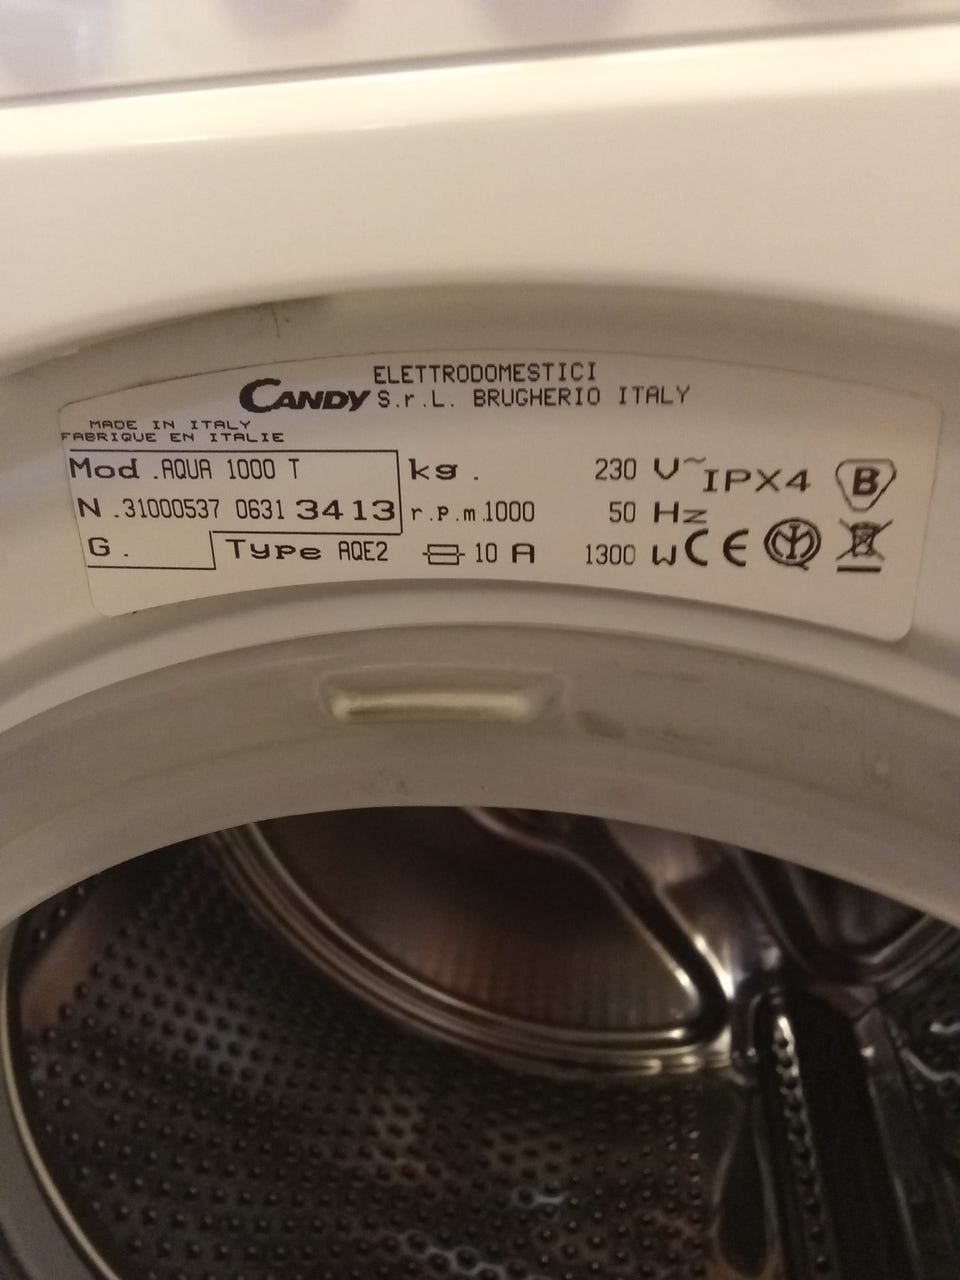 ELETTRODOMESTICI
CANDY S.r.L. BRUGHERIO ITALY
MADE IN ITALY
FABRIQUE EN ITALIE
Mod. AQUA 1000 T kg. 230 V~ IPX4 B
N. 31000537 0631 3413 r.p.m. 1000 50 Hz
G. Type AQE2 10 A 1300 W CE